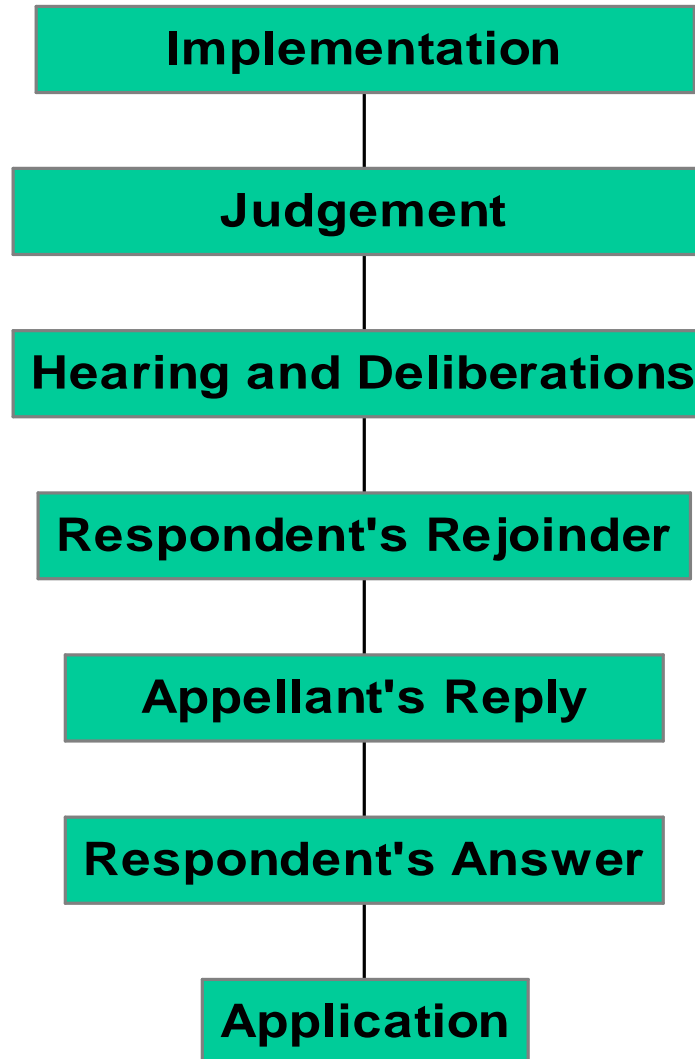 Implementation
Judgement
Hearing and Deliberations
Respondent's Rejoinder
Appellant's Reply
Respondent's Answer
Application